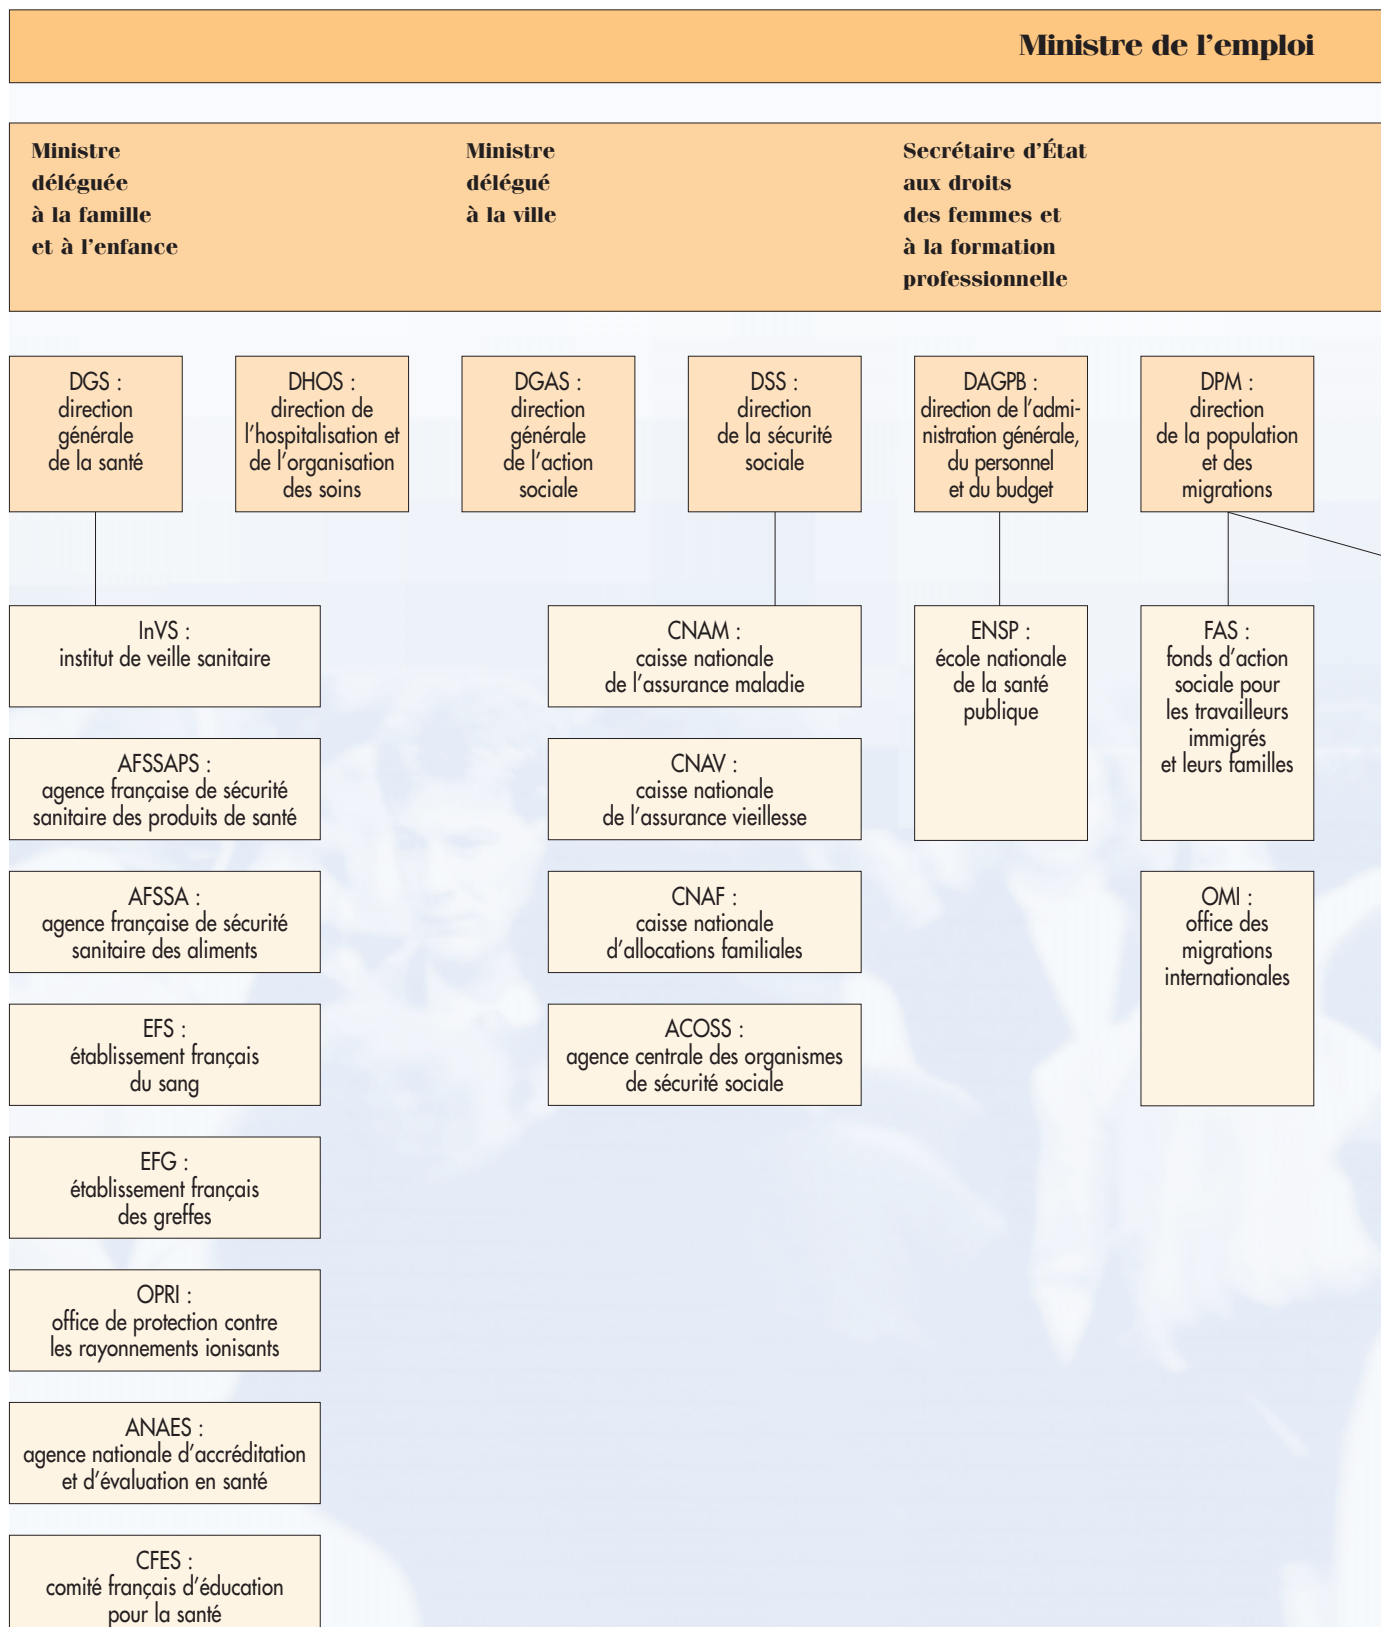 Ministre de l'emploi
Ministre
déléguée
à la famille
et à l'enfance
Ministre
délégué
à la ville
Secrétaire d'État
aux droits
des femmes et
à la formation
professionnelle
DGS :
direction
générale
de la santé
DHOS :
direction de
l'hospitalisation et
de l'organisation
des soins
DGAS :
direction
générale
de l'action
sociale
DSS :
direction
de la sécurité
sociale
DAGPB :
direction de l'admi-
nistration générale,
du personnel
et du budget
DPM :
direction
de la population
et des
migrations
InVS :
institut de veille sanitaire
AFSSAPS :
agence française de sécurité
sanitaire des produits de santé
AFSSA :
agence française de sécurité
sanitaire des aliments
EFS :
établissement français
du sang
EFG :
établissement français
des greffes
OPRI :
office de protection contre
les rayonnements ionisants
ANAES :
agence nationale d'accréditation
et d'évaluation en santé
CFES :
comité français d'éducation
pour la santé
CNAM :
caisse nationale
de l'assurance maladie
CNAV :
caisse nationale
de l'assurance vieillesse
CNAF :
caisse nationale
d'allocations familiales
ACOSS :
agence centrale des organismes
de sécurité sociale
ENSP :
école nationale
de la santé
publique
FAS :
fonds d'action
sociale pour
les travailleurs
immigrés
et leurs familles
OMI :
office des
migrations
internationales